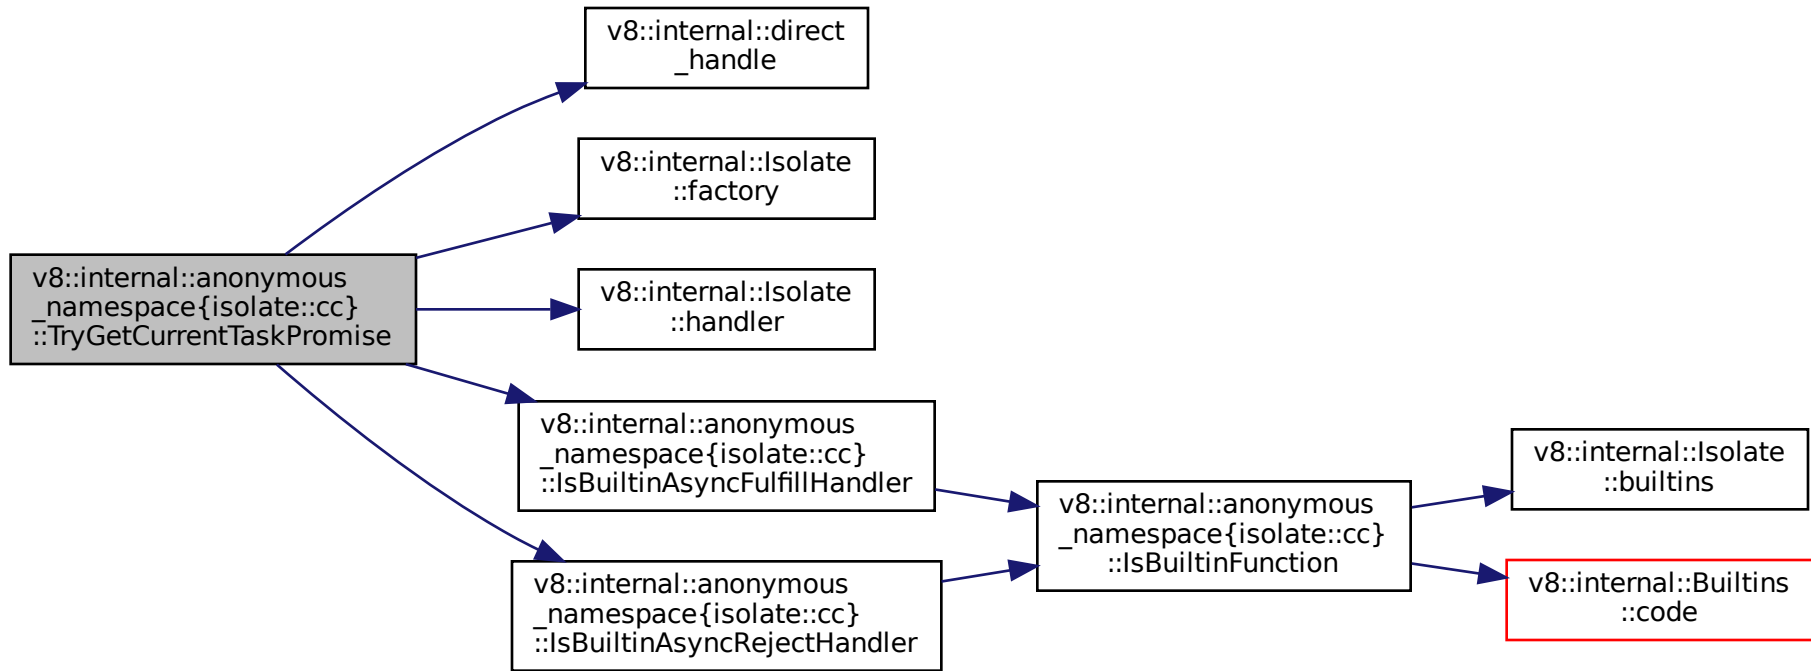 v8::internal::direct
_handle
v8::internal::Isolate
::factory
v8::internal::anonymous
_namespace{isolate::cc}
::TryGetCurrentTaskPromise
v8::internal::Isolate
::handler
v8::internal::anonymous
_namespace{isolate::cc}
::IsBuiltinAsyncFulfillHandler
v8::internal::anonymous
_namespace{isolate::cc}
::IsBuiltinAsyncRejectHandler
v8::internal::anonymous
_namespace{isolate::cc}
::IsBuiltinFunction
v8::internal::Isolate
::builtins
v8::internal::Builtins
::code